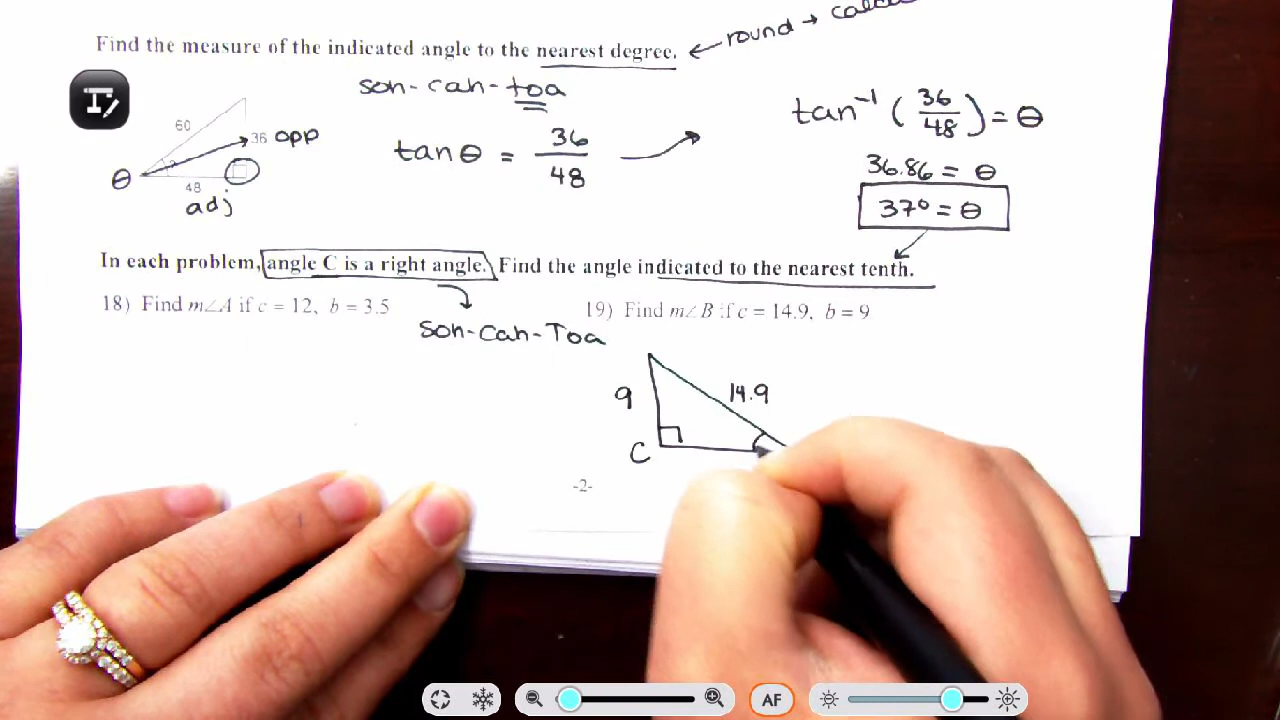 round → calcu
Find the measure of the indicated angle to the nearest degree.
soh-cah-toa
tan⁻¹ (36/48) = θ
60
36 opp
tan θ = 36/48
36.86 = θ
θ
?
48
adj
37° = θ
In each problem, angle C is a right angle. Find the angle indicated to the nearest tenth.
18) Find m∠A if c = 12, b = 3.5
19) Find m∠B if c = 14.9, b = 9
Soh-Cah-Toa
9
14.9
C
-2-
AF